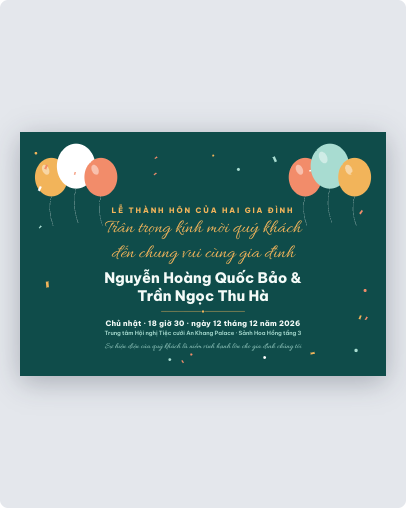 LỄ THÀNH HÔN CỦA HAI GIA ĐÌNH
Trân trọng kính mời quý khách
đến chung vui cùng gia đình
Nguyễn Hoàng Quốc Bảo &
Trần Ngọc Thu Hà
Chủ nhật · 18 giờ 30 · ngày 12 tháng 12 năm 2026
Trung tâm Hội nghị Tiệc cưới An Khang Palace · Sảnh Hoa Hồng tầng 3
Sự hiện diện của quý khách là niềm vinh hạnh lớn cho gia đình chúng tôi